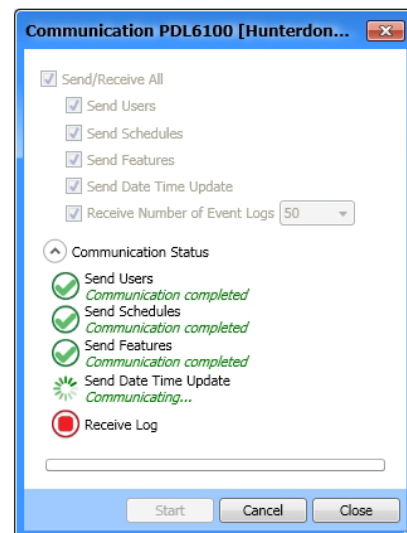 Communication PDL6100 [Hunterdon...
Send/Receive All
Send Users
Send Schedules
Send Features
Send Date Time Update
Receive Number of Event Logs 50
Communication Status
Send Users
Communication completed
Send Schedules
Communication completed
Send Features
Communication completed
Send Date Time Update
Communicating...
Receive Log
Start Cancel Close